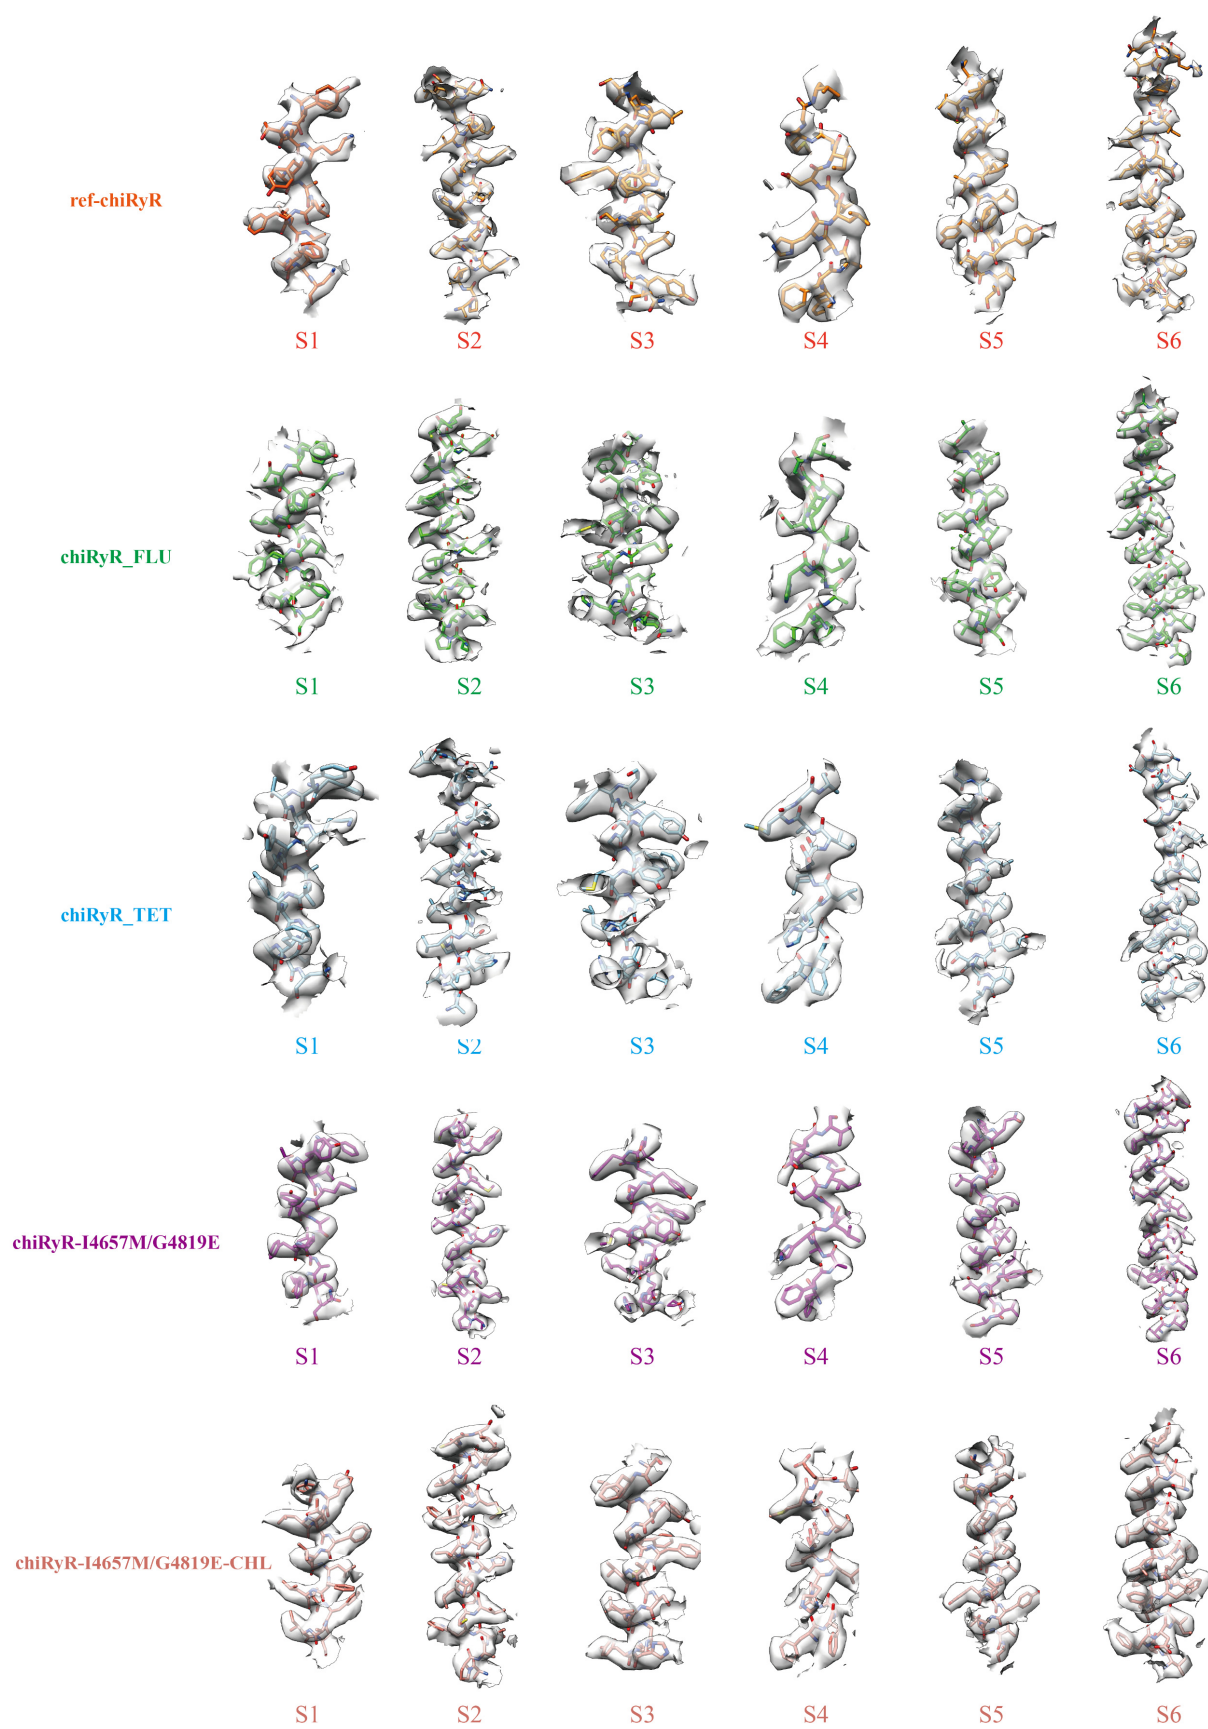 ref-chiRyR
S1 S2 S3 S4 S5 S6
chiRyR_FLU
S1 S2 S3 S4 S5 S6
chiRyR_TET
S1 S2 S3 S4 S5 S6
chiRyR-I4657M/G4819E
S1 S2 S3 S4 S5 S6
chiRyR-I4657M/G4819E-CHL
S1 S2 S3 S4 S5 S6